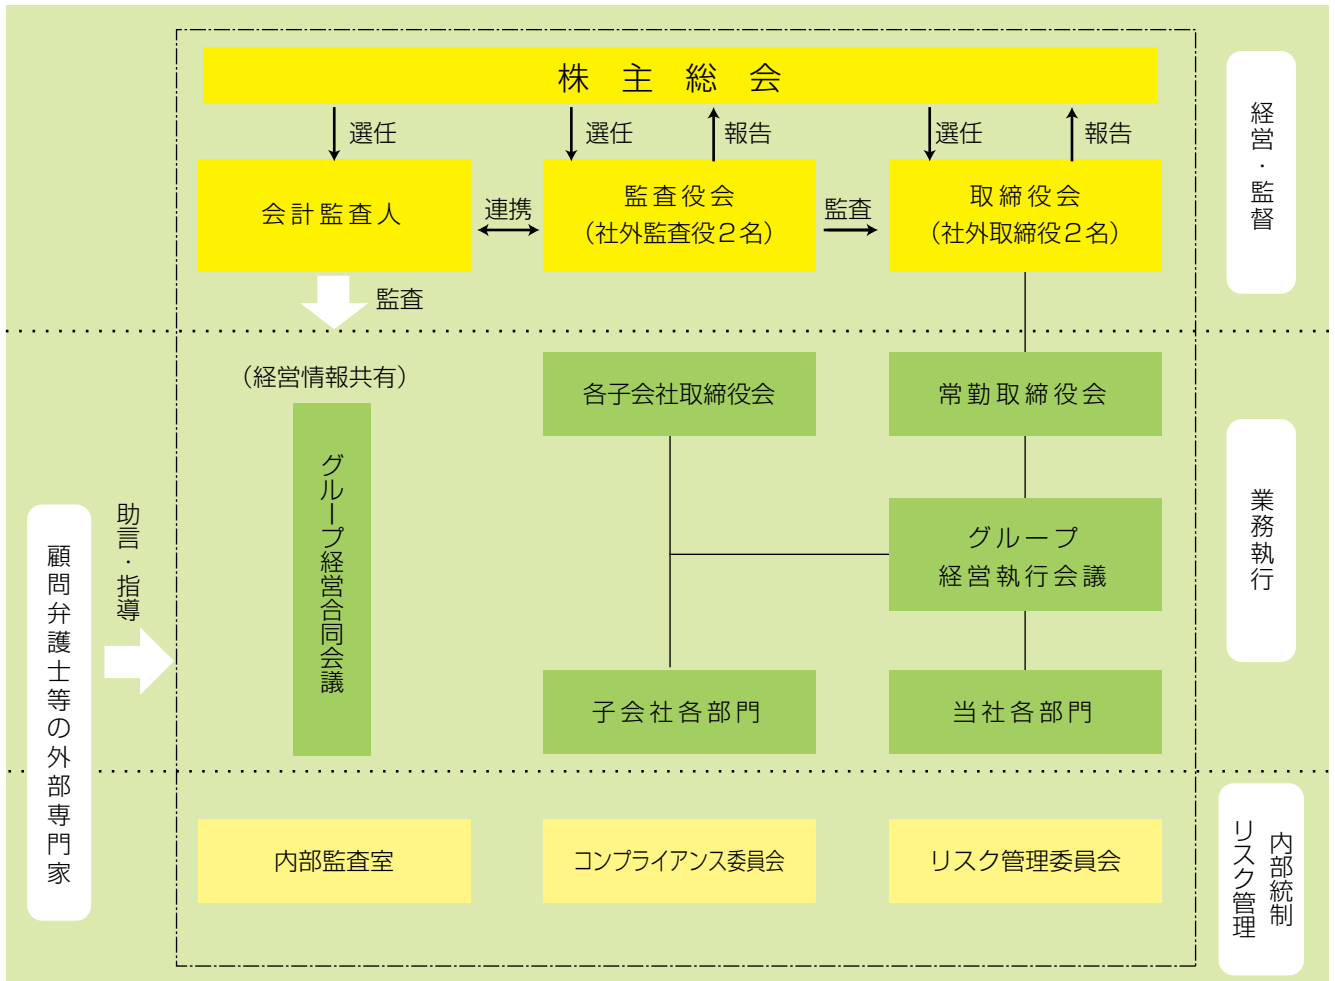 株主総会
選任
選任
報告
選任
報告
会計監査人
連携
監査役会
(社外監査役2名)
監査
取締役会
(社外取締役2名)
経営・監督
監査
(経営情報共有)
グループ経営合同会議
各子会社取締役会
常勤取締役会
グループ
経営執行会議
子会社各部門
当社各部門
業務執行
助言・指導
顧問弁護士等の外部専門家
内部監査室
コンプライアンス委員会
リスク管理委員会
内部統制
リスク管理